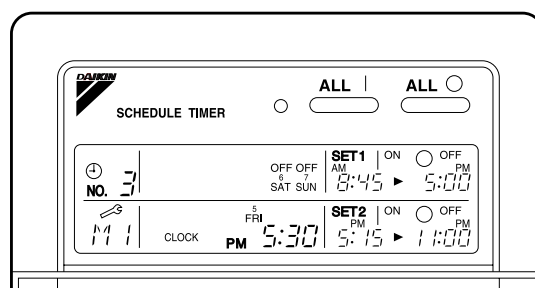 DAIKIN
ALL | ALL
SCHEDULE TIMER
SET1 | ON OFF
OFF OFF AM PM
6 7
NO. 3 SAT SUN 8:45 ► 5:00
5 SET2 | ON OFF
FRI PM PM
M 1 CLOCK PM 5:30 5:15 ► 11:00